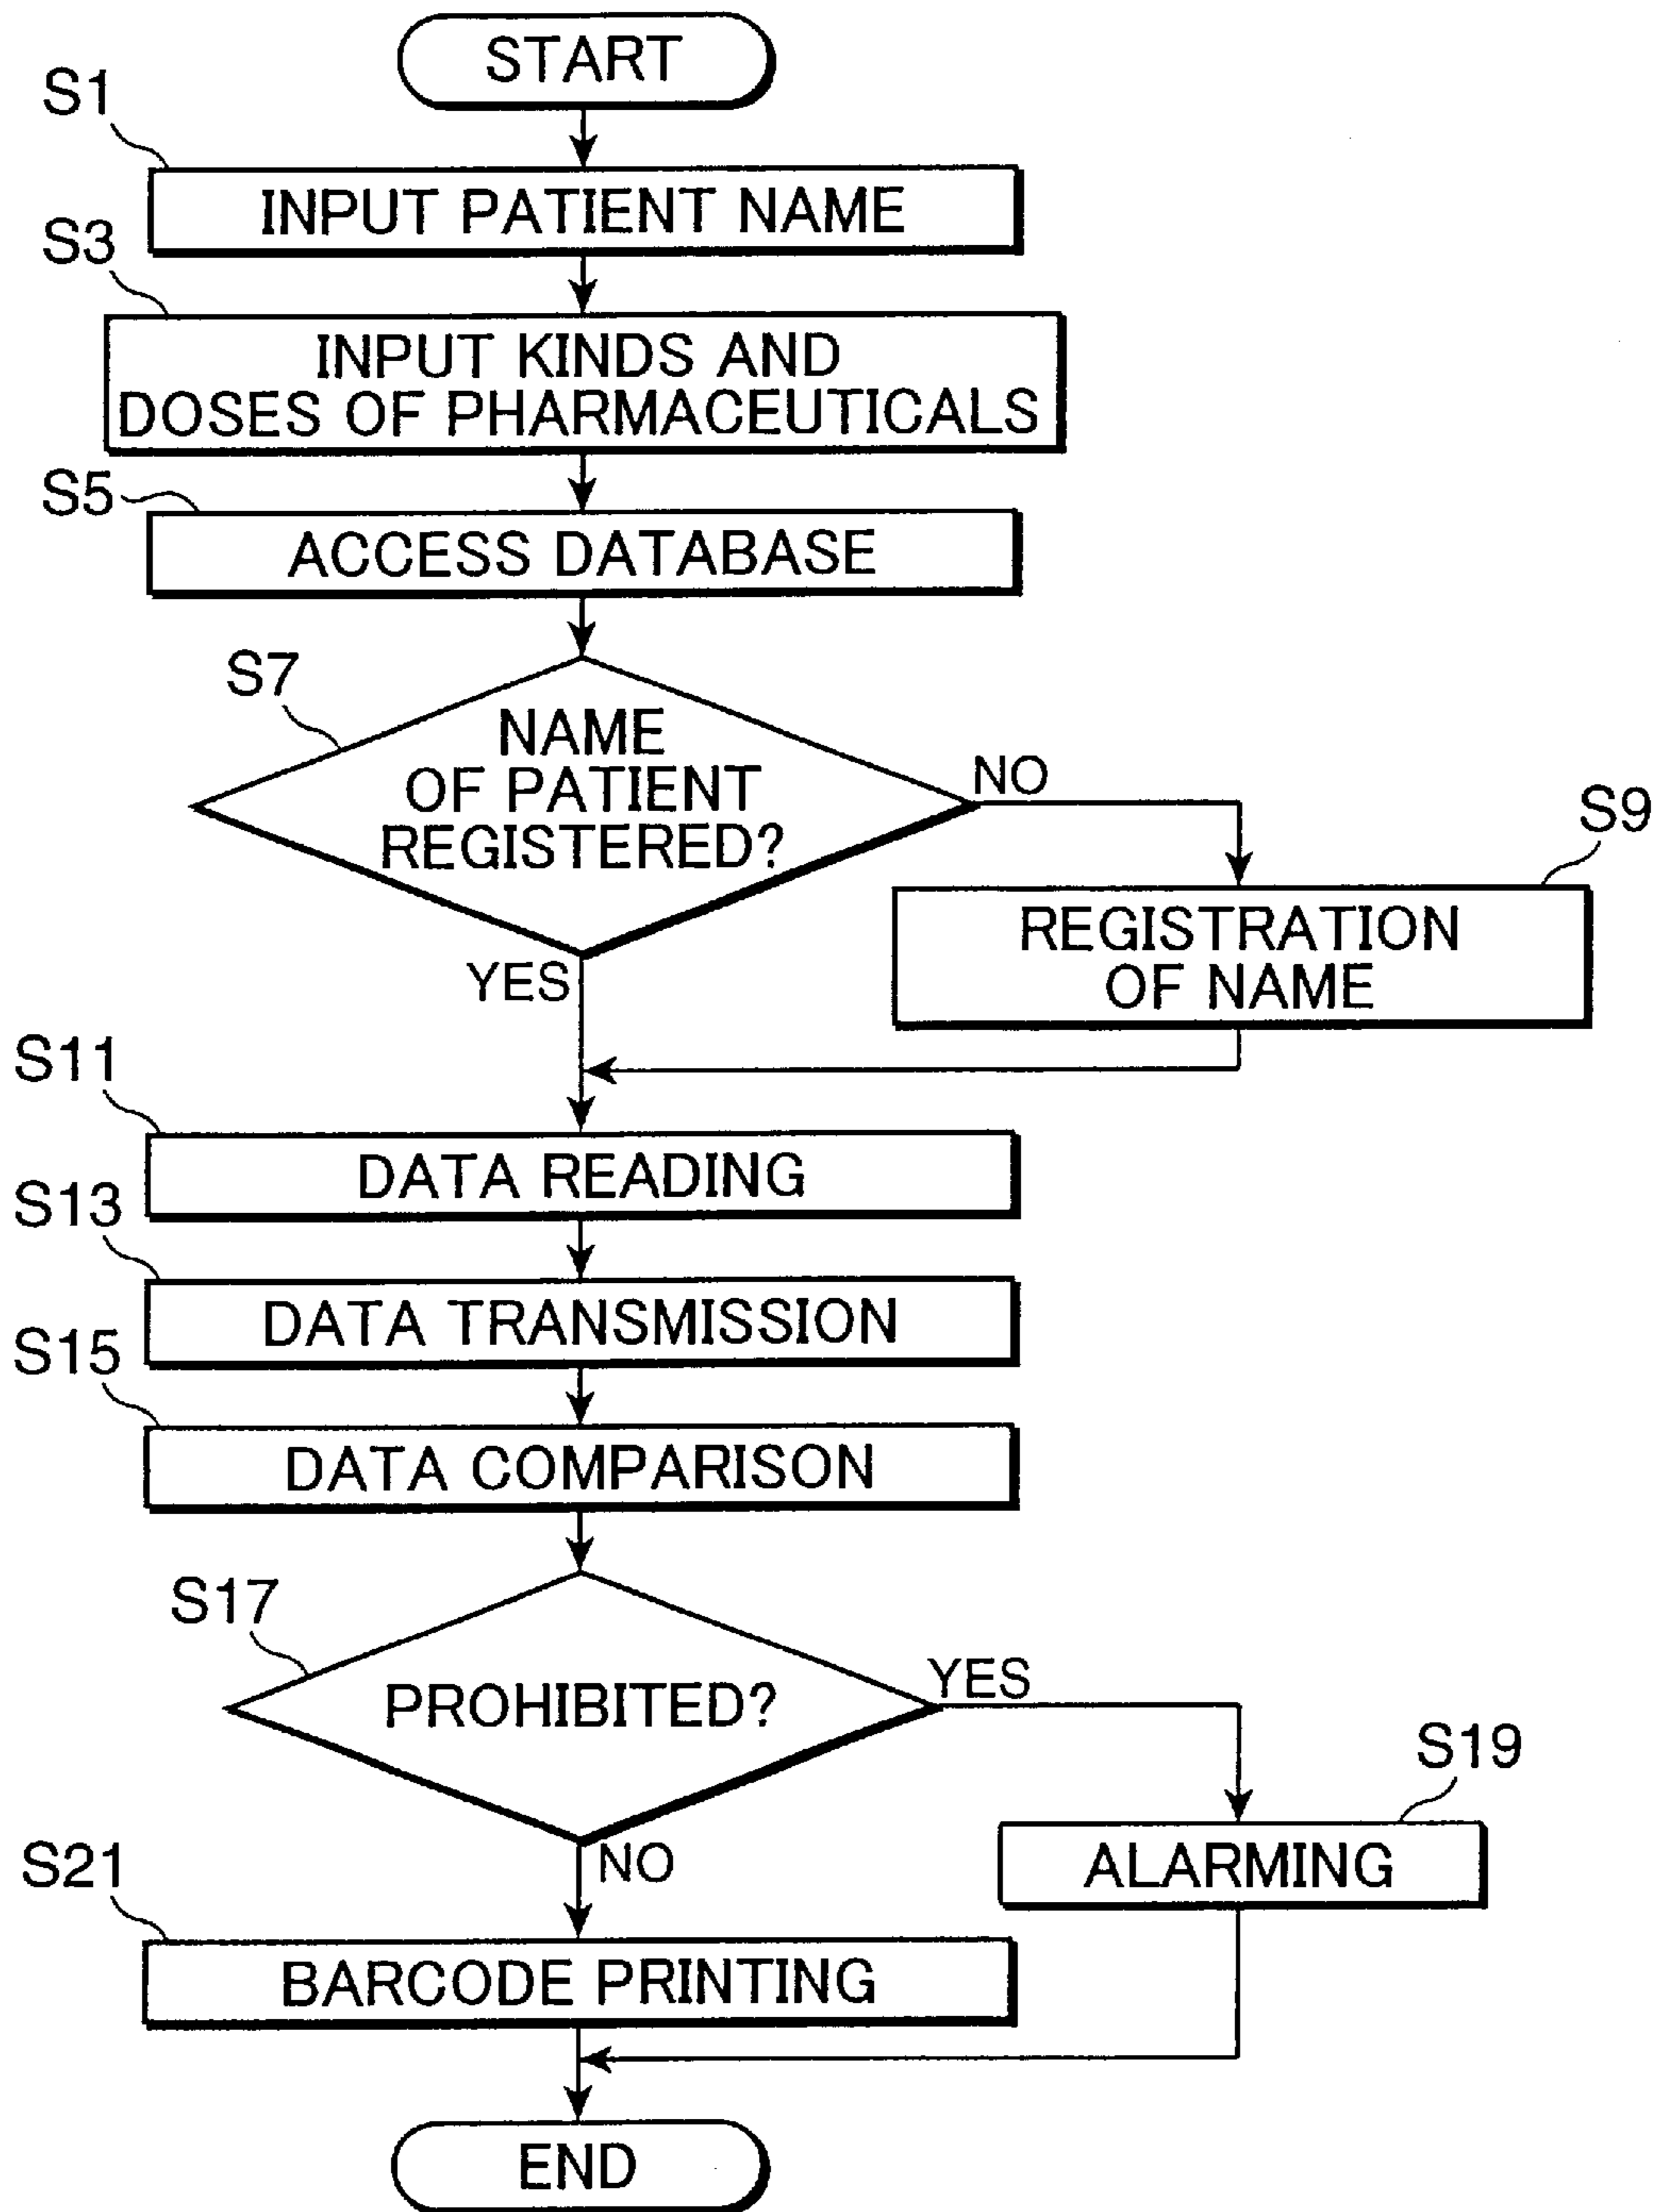 START
S1
INPUT PATIENT NAME
S3
INPUT KINDS AND
DOSES OF PHARMACEUTICALS
S5
ACCESS DATABASE
S7
NAME
OF PATIENT
REGISTERED?
NO
S9
REGISTRATION
OF NAME
YES
S11
DATA READING
S13
DATA TRANSMISSION
S15
DATA COMPARISON
S17
PROHIBITED?
YES
S19
ALARMING
NO
S21
BARCODE PRINTING
END